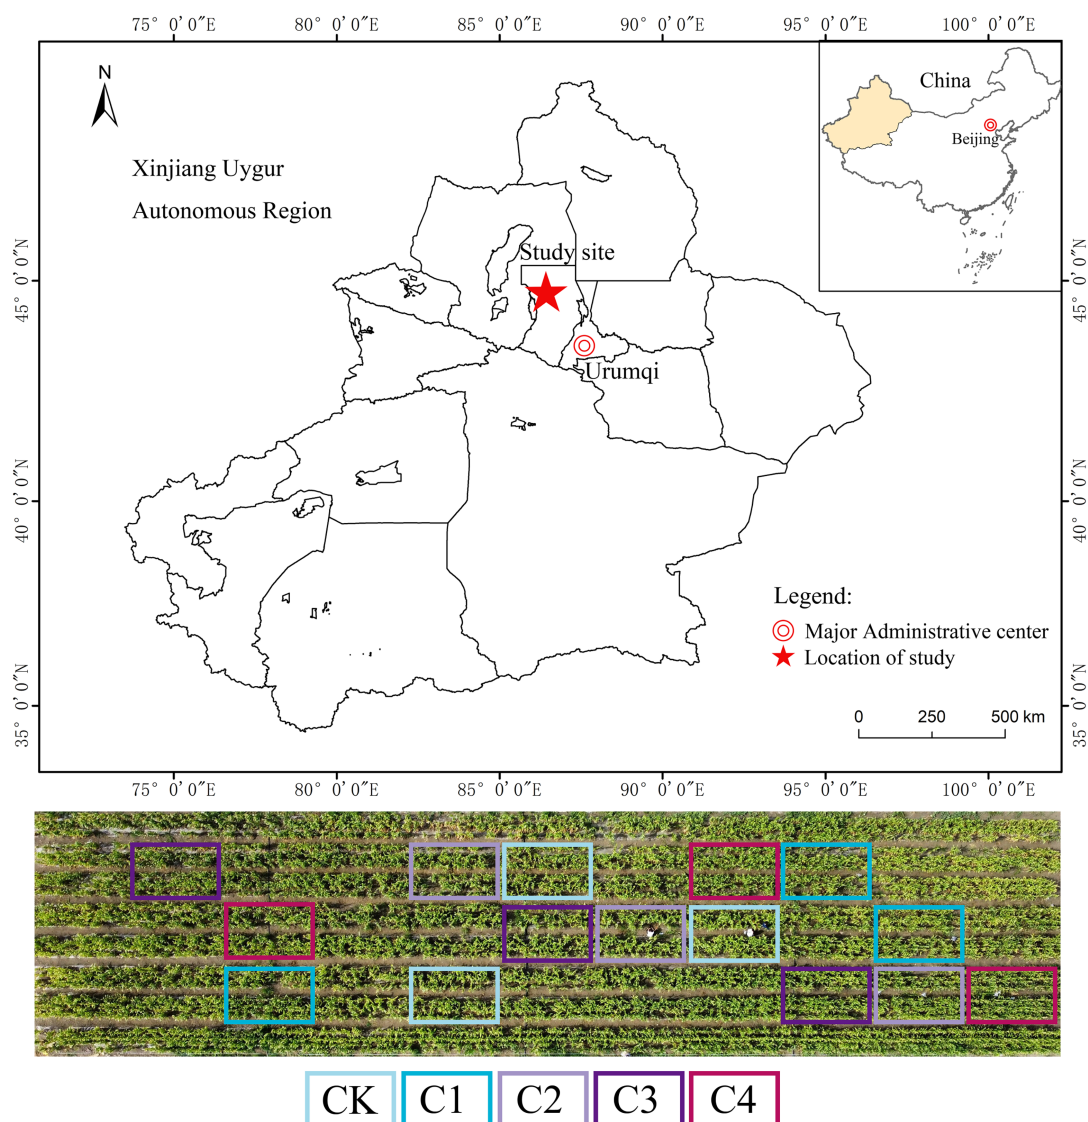 75° 0′0″E 80° 0′0″E 85° 0′0″E 90° 0′0″E 95° 0′0″E 100° 0′0″E
N
China
Beijing
Xinjiang Uygur
Autonomous Region
Study site
45° 0′0″N 45° 0′0″N
Urumqi
40° 0′0″N 40° 0′0″N
Legend:
Major Administrative center
Location of study
35° 0′0″N 35° 0′0″N
0 250 500 km
75° 0′0″E 80° 0′0″E 85° 0′0″E 90° 0′0″E 95° 0′0″E 100° 0′0″E
CK C1 C2 C3 C4